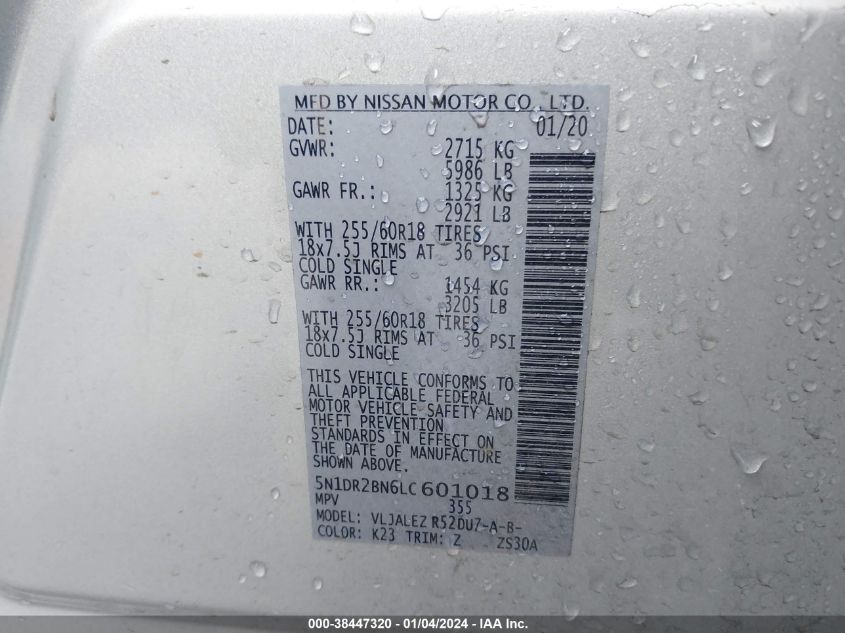 MFD BY NISSAN MOTOR CO., LTD.
DATE: 01/20
GVWR: 2715 KG
5986 LB
GAWR FR.: 1325 KG
2921 LB
WITH 255/60R18 TIRES
18x7.5J RIMS AT 36 PSI
COLD SINGLE
GAWR RR.: 1454 KG
3205 LB
WITH 255/60R18 TIRES
18x7.5J RIMS AT 36 PSI
COLD SINGLE
THIS VEHICLE CONFORMS TO
ALL APPLICABLE FEDERAL
MOTOR VEHICLE SAFETY AND
THEFT PREVENTION
STANDARDS IN EFFECT ON
THE DATE OF MANUFACTURE
SHOWN ABOVE.
5N1DR2BN6LC601018
MPV 355
MODEL: VLJALEZ R52DU7-A-B-
COLOR: K23 TRIM: Z ZS30A
000-38447320 - 01/04/2024 - IAA Inc.